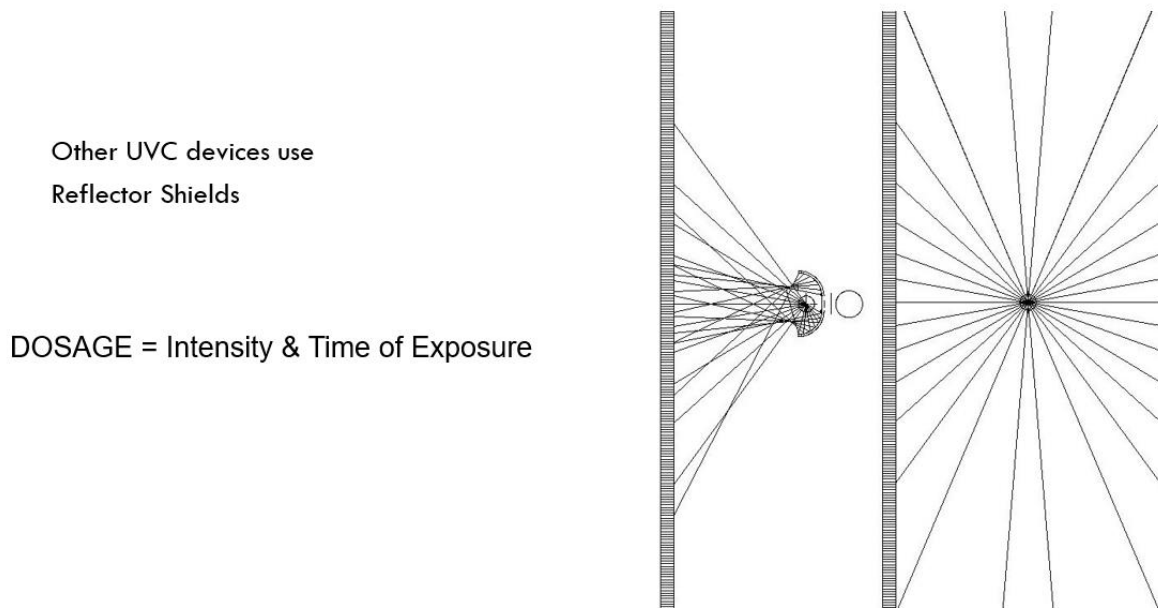 Other UVC devices use
Reflector Shields
DOSAGE = Intensity & Time of Exposure